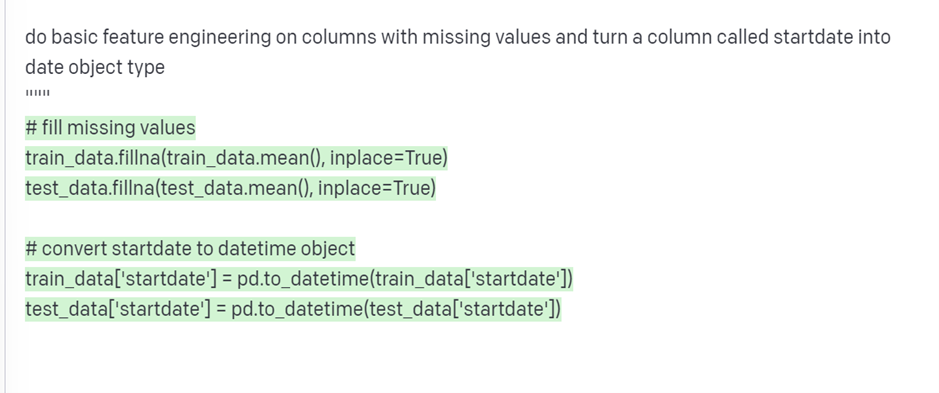 do basic feature engineering on columns with missing values and turn a column called startdate into
date object type
"""
# fill missing values
train_data.fillna(train_data.mean(), inplace=True)
test_data.fillna(test_data.mean(), inplace=True)
# convert startdate to datetime object
train_data['startdate'] = pd.to_datetime(train_data['startdate'])
test_data['startdate'] = pd.to_datetime(test_data['startdate'])